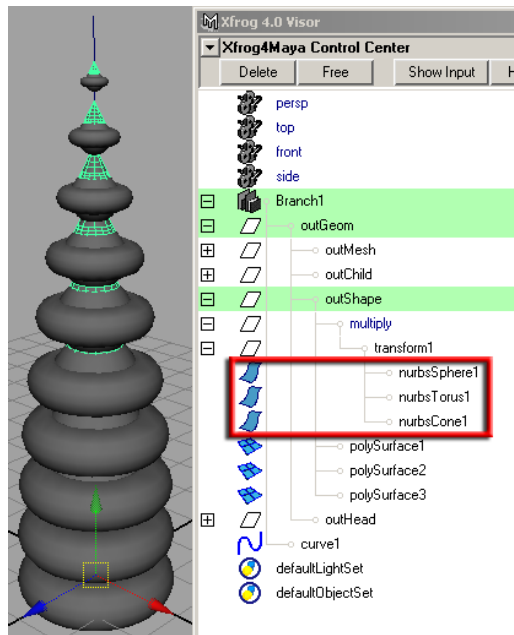 Xfrog 4.0 Visor
Xfrog4Maya Control Center
Delete Free Show Input H
persp
top
front
side
Branch1
outGeom
outMesh
outChild
outShape
multiply
transform1
nurbsSphere1
nurbsTorus1
nurbsCone1
polySurface1
polySurface2
polySurface3
outHead
curve1
defaultLightSet
defaultObjectSet